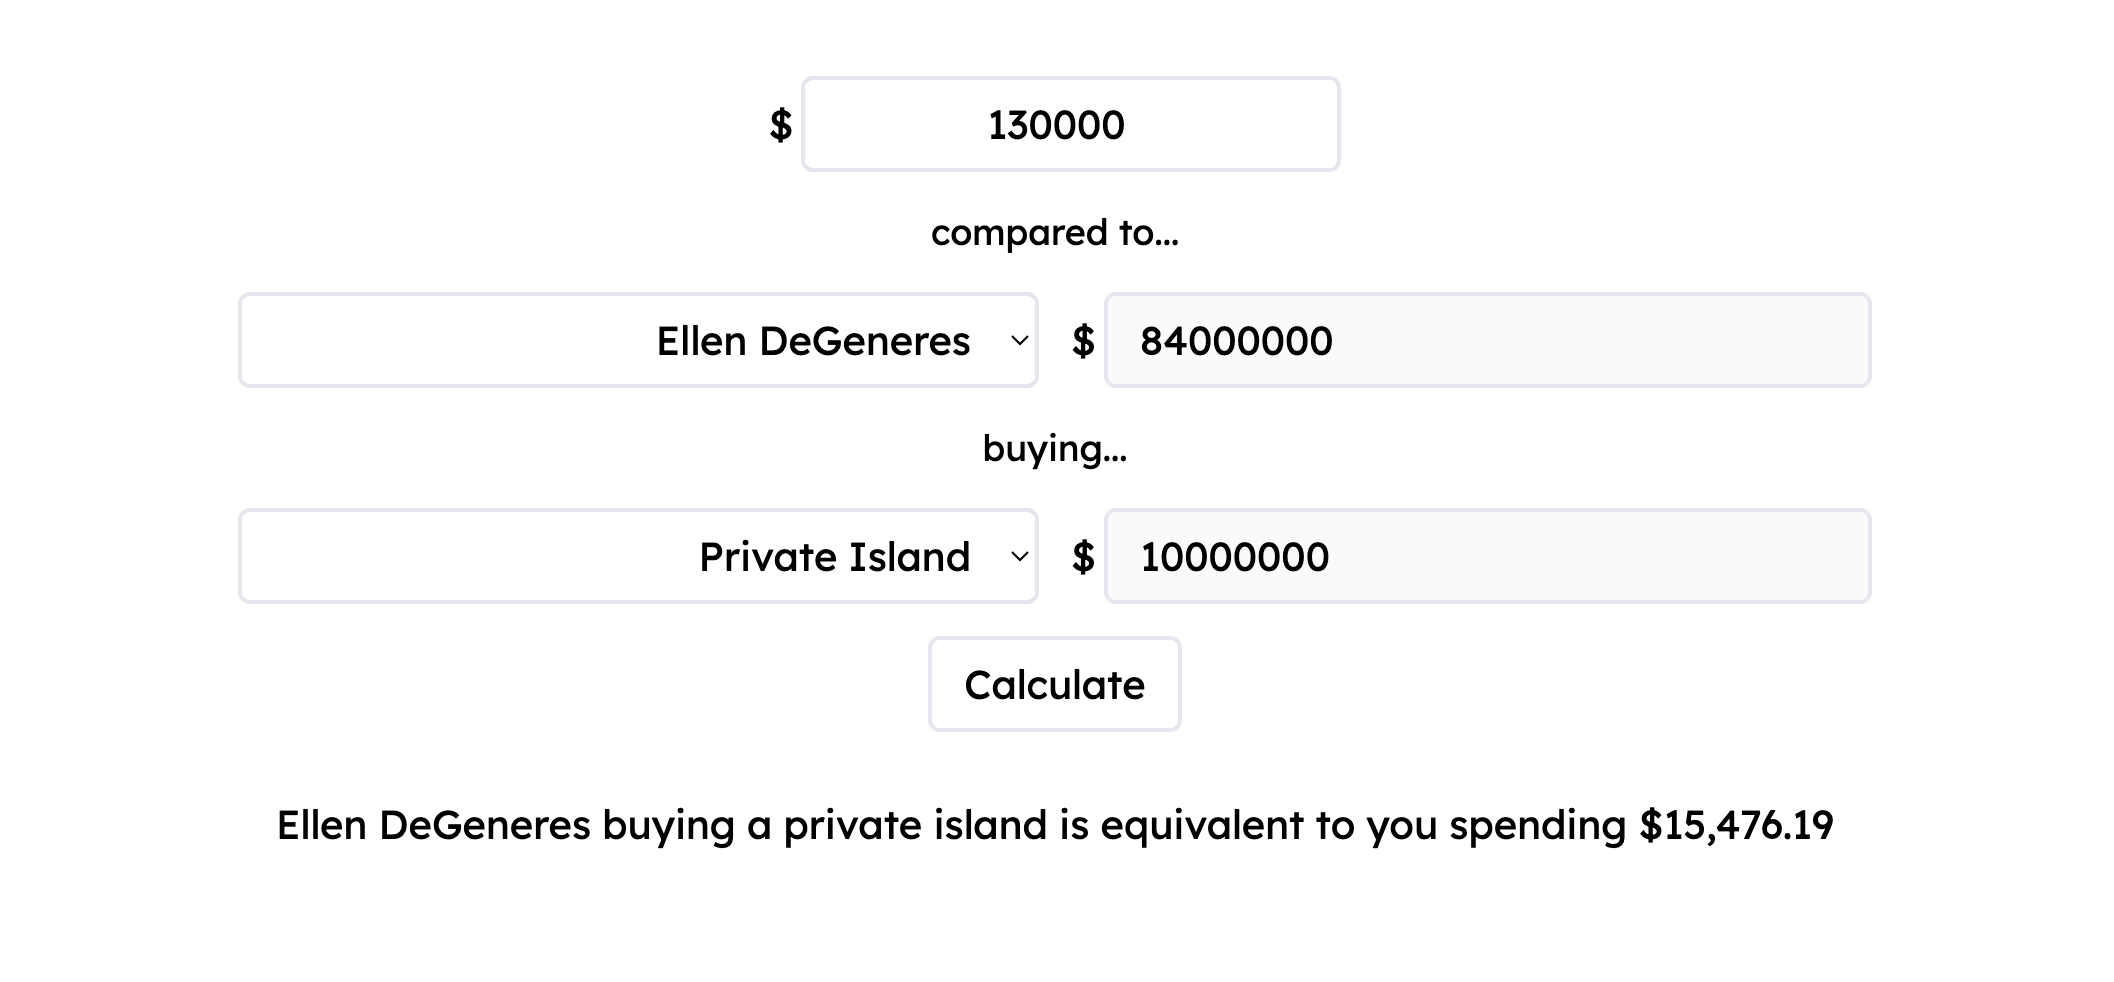 $ 130000
compared to...
Ellen DeGeneres $ 84000000
buying...
Private Island $ 10000000
Calculate
Ellen DeGeneres buying a private island is equivalent to you spending $15,476.19